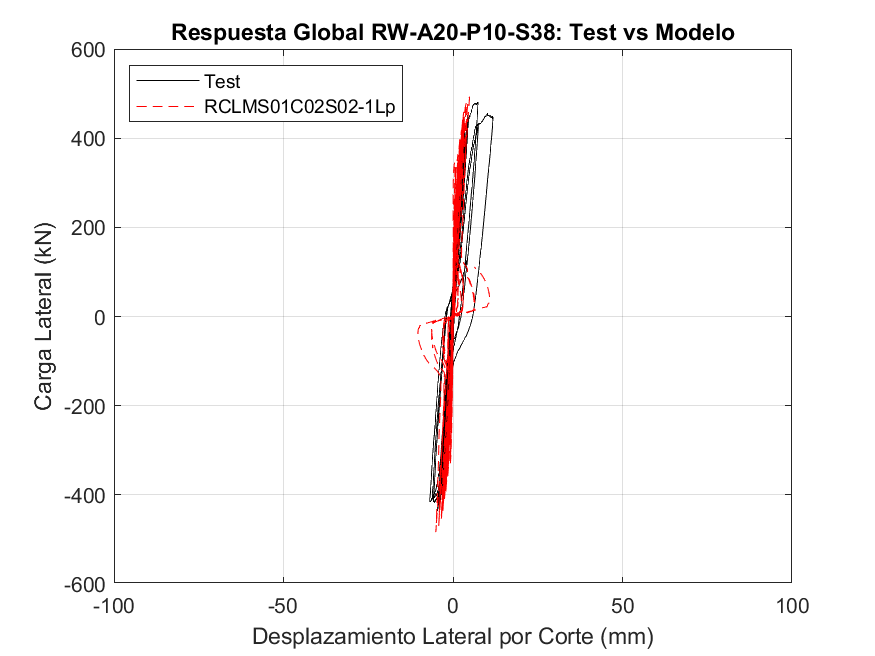 Respuesta Global RW-A20-P10-S38: Test vs Modelo
600
Test
RCLMS01C02S02-1Lp
400
200
0
-200
-400
-600
Carga Lateral (kN)
-100
-50
0
50
100
Desplazamiento Lateral por Corte (mm)